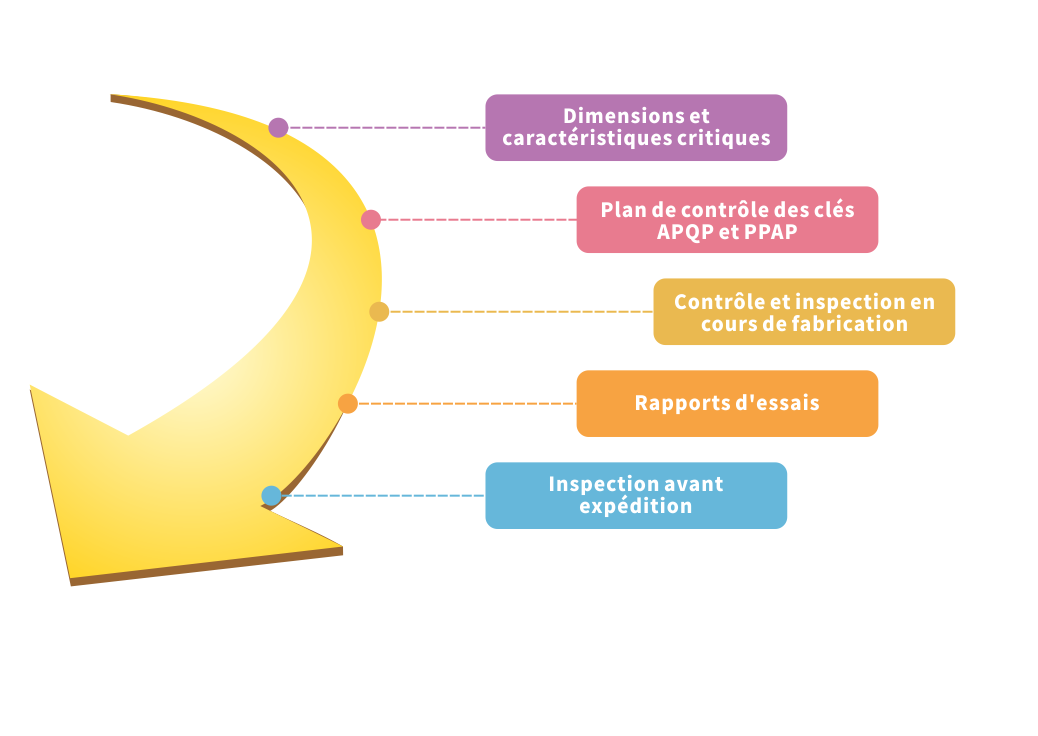 Dimensions et
caractéristiques critiques
Plan de contrôle des clés
APQP et PPAP
Contrôle et inspection en
cours de fabrication
Rapports d'essais
Inspection avant
expédition